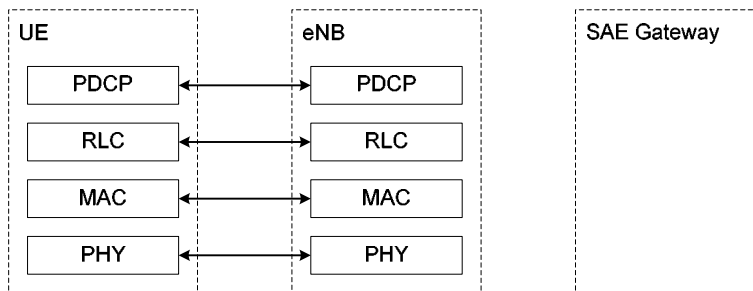 UE eNB SAE Gateway
PDCP PDCP
RLC RLC
MAC MAC
PHY PHY